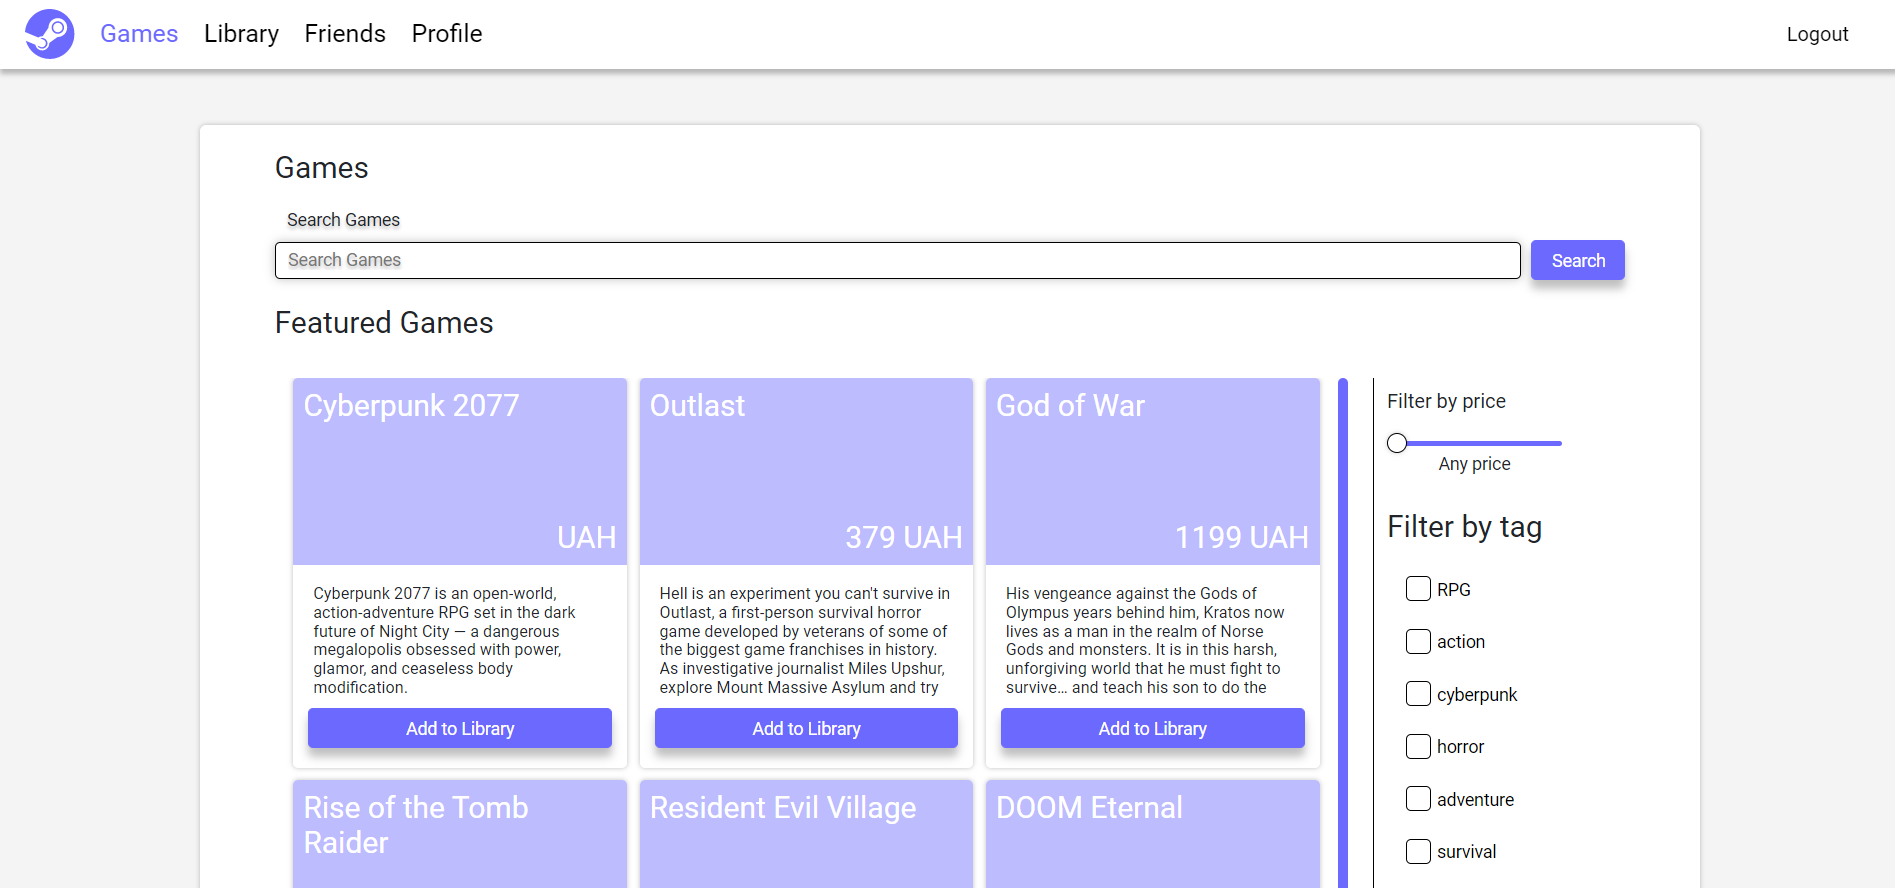 Games
Library
Friends
Profile
Logout
Games
Search Games
Search Games
Search
Featured Games
Cyberpunk 2077
UAH
Cyberpunk 2077 is an open-world,
action-adventure RPG set in the dark
future of Night City — a dangerous
megalopolis obsessed with power,
glamor, and ceaseless body
modification.
Add to Library
Outlast
379 UAH
Hell is an experiment you can't survive in
Outlast, a first-person survival horror
game developed by veterans of some of
the biggest game franchises in history.
As investigative journalist Miles Upshur,
explore Mount Massive Asylum and try
Add to Library
God of War
1199 UAH
His vengeance against the Gods of
Olympus years behind him, Kratos now
lives as a man in the realm of Norse
Gods and monsters. It is in this harsh,
unforgiving world that he must fight to
survive… and teach his son to do the
Add to Library
Rise of the Tomb
Raider
Resident Evil Village
DOOM Eternal
Filter by price
Any price
Filter by tag
RPG
action
cyberpunk
horror
adventure
survival